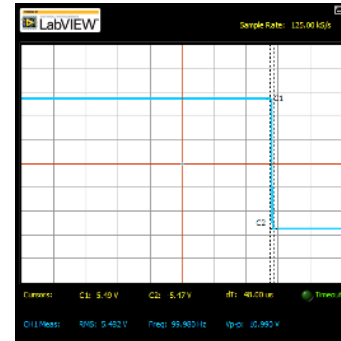 LabVIEW
Sample Rate: 125.00 kS/s
C1
C2
Cursors: C1: 5.49 V C2: 5.47 V dT: 48.00 us
CH1 Meas: RMS: 5.482 V Freq: 99.980 Hz Vp-p: 10.990 V